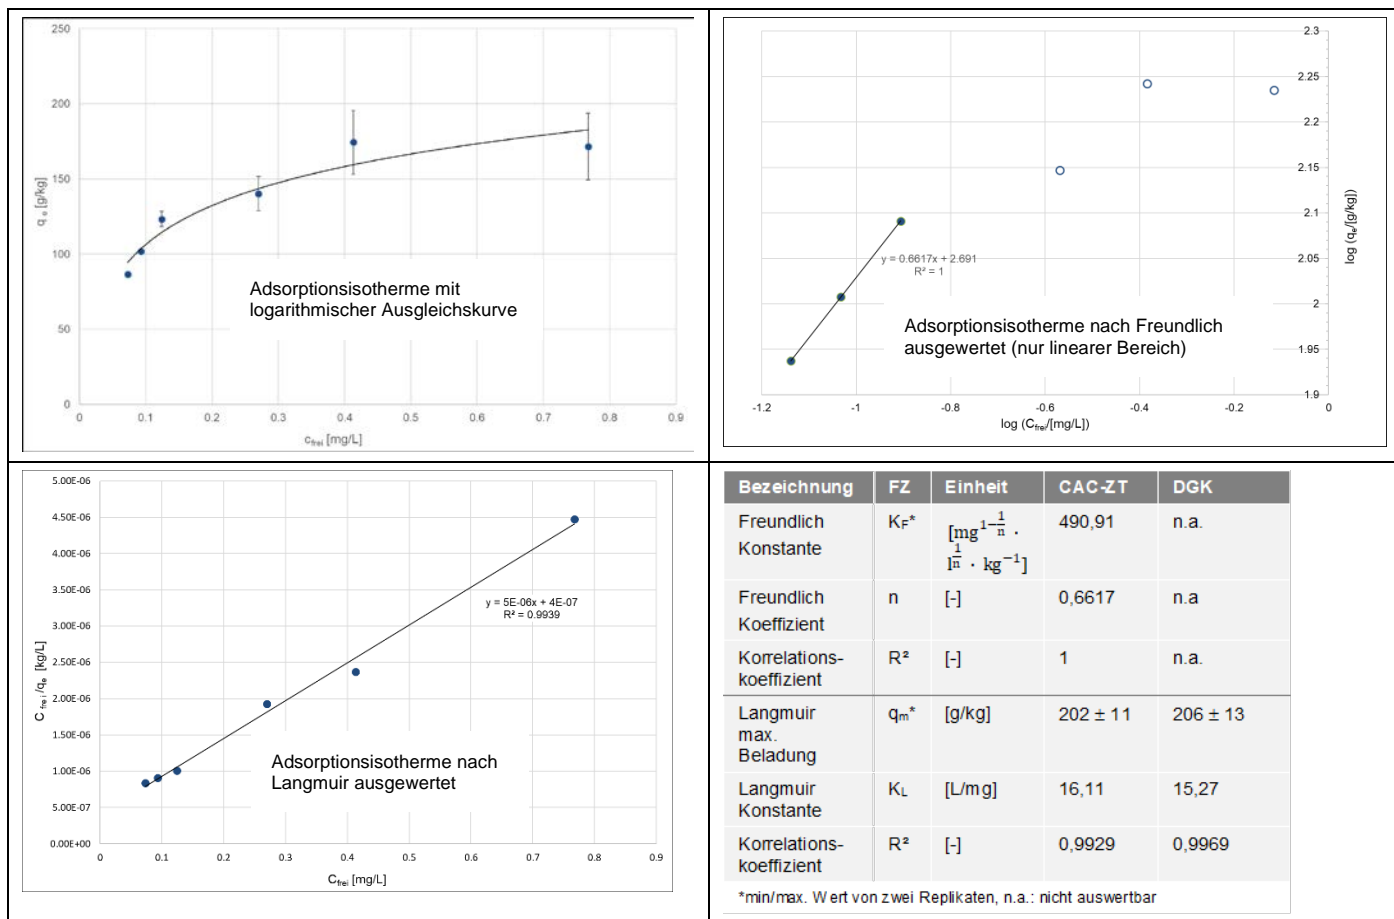 250
200
150
100
50
0
q e [g/kg]
0 0.1 0.2 0.3 0.4 0.5 0.6 0.7 0.8 0.9
cfrei [mg/L]
Adsorptionsisotherme mit
logarithmischer Ausgleichskurve
2.3
2.25
2.2
2.15
2.1
2.05
2
1.95
1.9
log (qe/[g/kg])
y = 0.6617x + 2.691
R² = 1
Adsorptionsisotherme nach Freundlich
ausgewertet (nur linearer Bereich)
-1.2 -1 -0.8 -0.6 -0.4 -0.2 0
log (Cfrei/[mg/L])
5.00E-06
4.50E-06
4.00E-06
3.50E-06
3.00E-06
2.50E-06
2.00E-06
1.50E-06
1.00E-06
5.00E-07
0.00E+00
C frei /qe [kg/L]
y = 5E-06x + 4E-07
R² = 0.9939
Adsorptionsisotherme nach
Langmuir ausgewertet
0 0.1 0.2 0.3 0.4 0.5 0.6 0.7 0.8 0.9
Cfrei [mg/L]
Bezeichnung FZ Einheit CAC-ZT DGK
Freundlich Konstante KF* [mg^1-1/n · l^1/n · kg^-1] 490,91 n.a.
Freundlich Koeffizient n [-] 0,6617 n.a
Korrelations-koeffizient R² [-] 1 n.a.
Langmuir max. Beladung qm* [g/kg] 202 ± 11 206 ± 13
Langmuir Konstante KL [L/mg] 16,11 15,27
Korrelations-koeffizient R² [-] 0,9929 0,9969
*min/max. Wert von zwei Replikaten, n.a.: nicht auswertbar